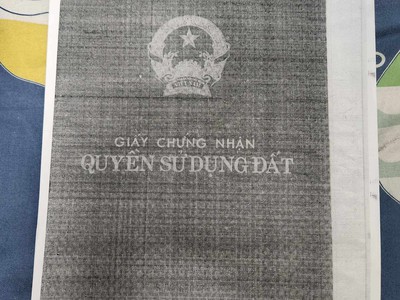 GIẤY CHỨNG NHẬN
QUYỀN SỬ DỤNG ĐẤT